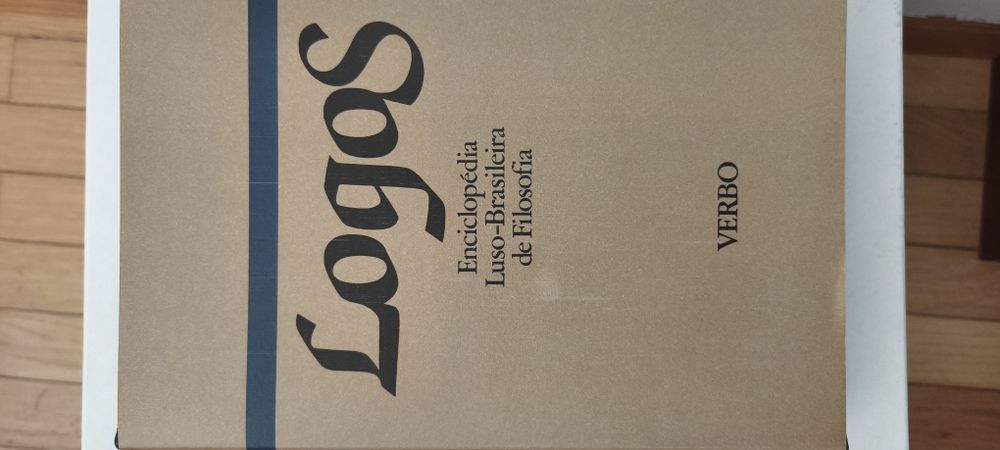 Logos
Enciclopédia
Luso-Brasileira
de Filosofia
VERBO